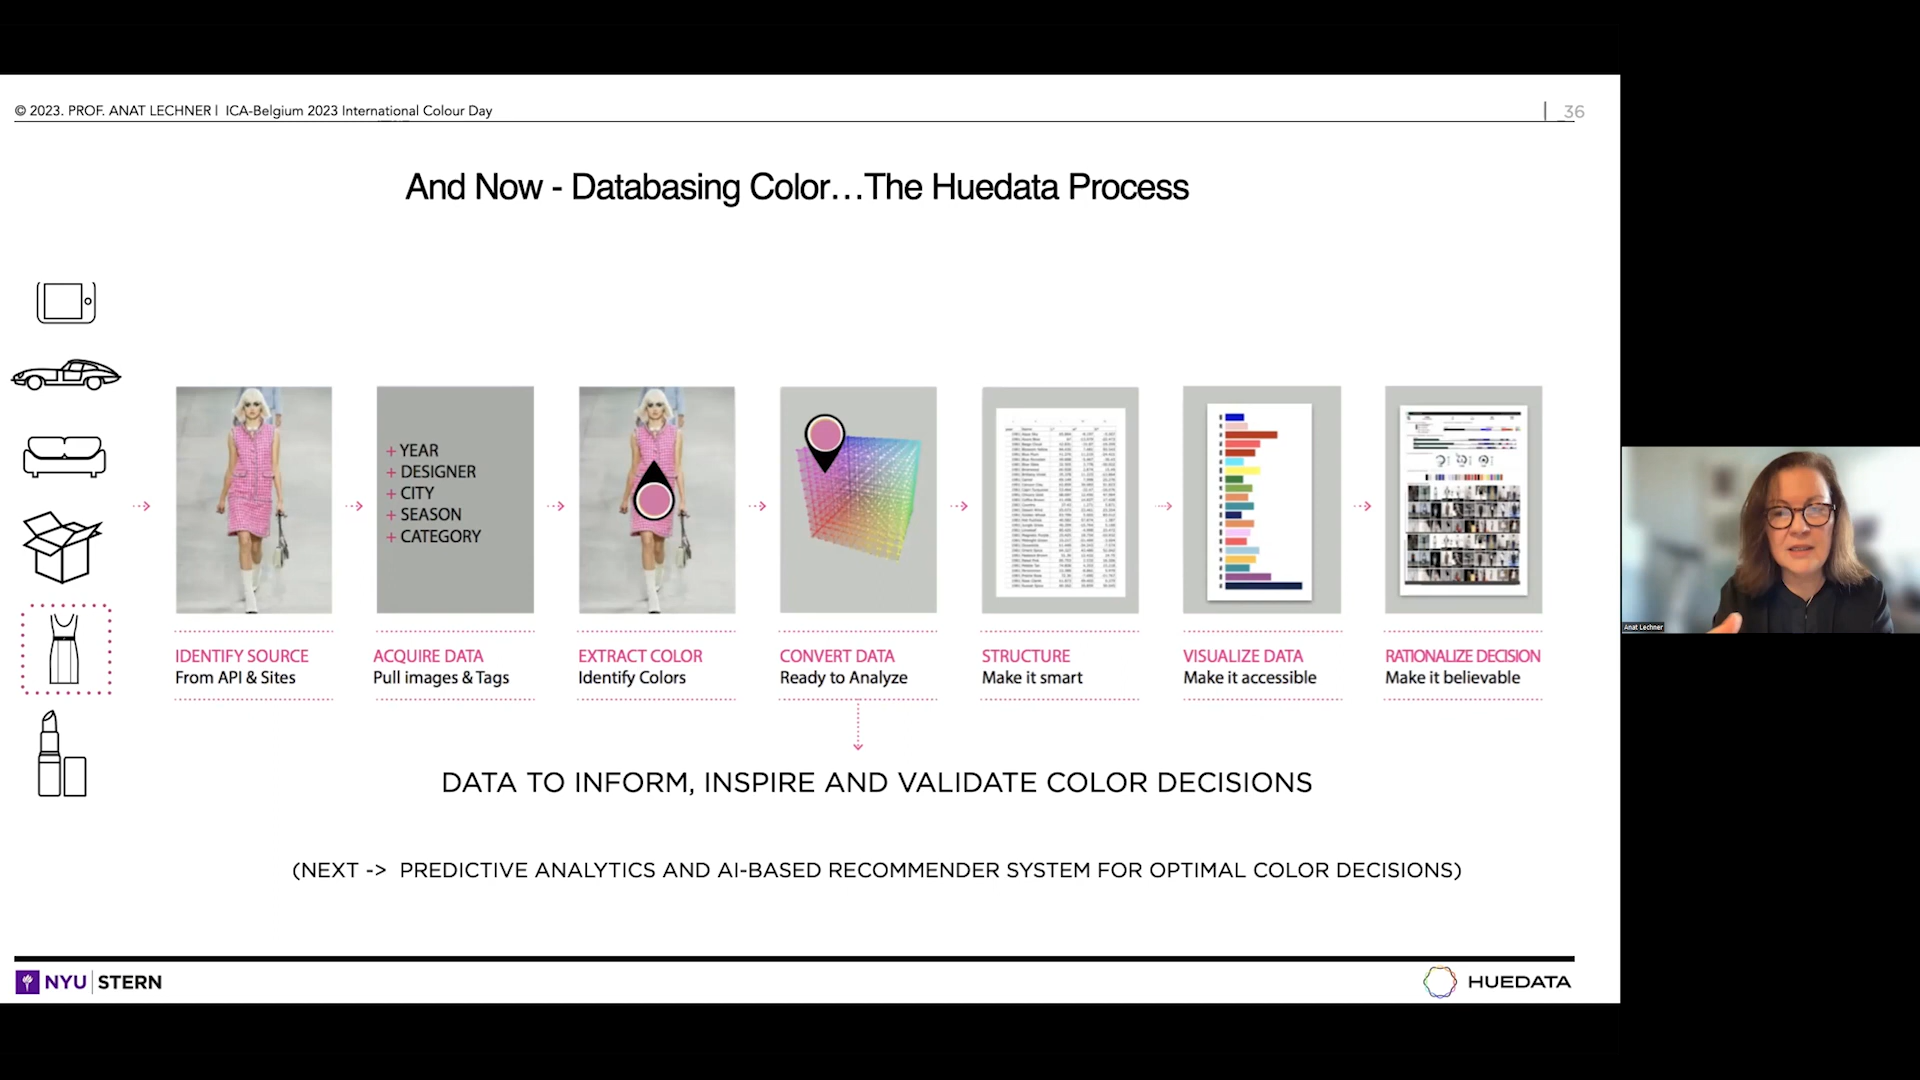 © 2023. PROF. ANAT LECHNER | ICA-Belgium 2023 International Colour Day
| 36
And Now - Databasing Color...The Huedata Process
+ YEAR
+ DESIGNER
+ CITY
+ SEASON
+ CATEGORY
IDENTIFY SOURCE
From API & Sites
ACQUIRE DATA
Pull images & Tags
EXTRACT COLOR
Identify Colors
CONVERT DATA
Ready to Analyze
STRUCTURE
Make it smart
VISUALIZE DATA
Make it accessible
RATIONALIZE DECISION
Make it believable
DATA TO INFORM, INSPIRE AND VALIDATE COLOR DECISIONS
(NEXT -> PREDICTIVE ANALYTICS AND AI-BASED RECOMMENDER SYSTEM FOR OPTIMAL COLOR DECISIONS)
NYU | STERN
HUEDATA
Anat Lechner